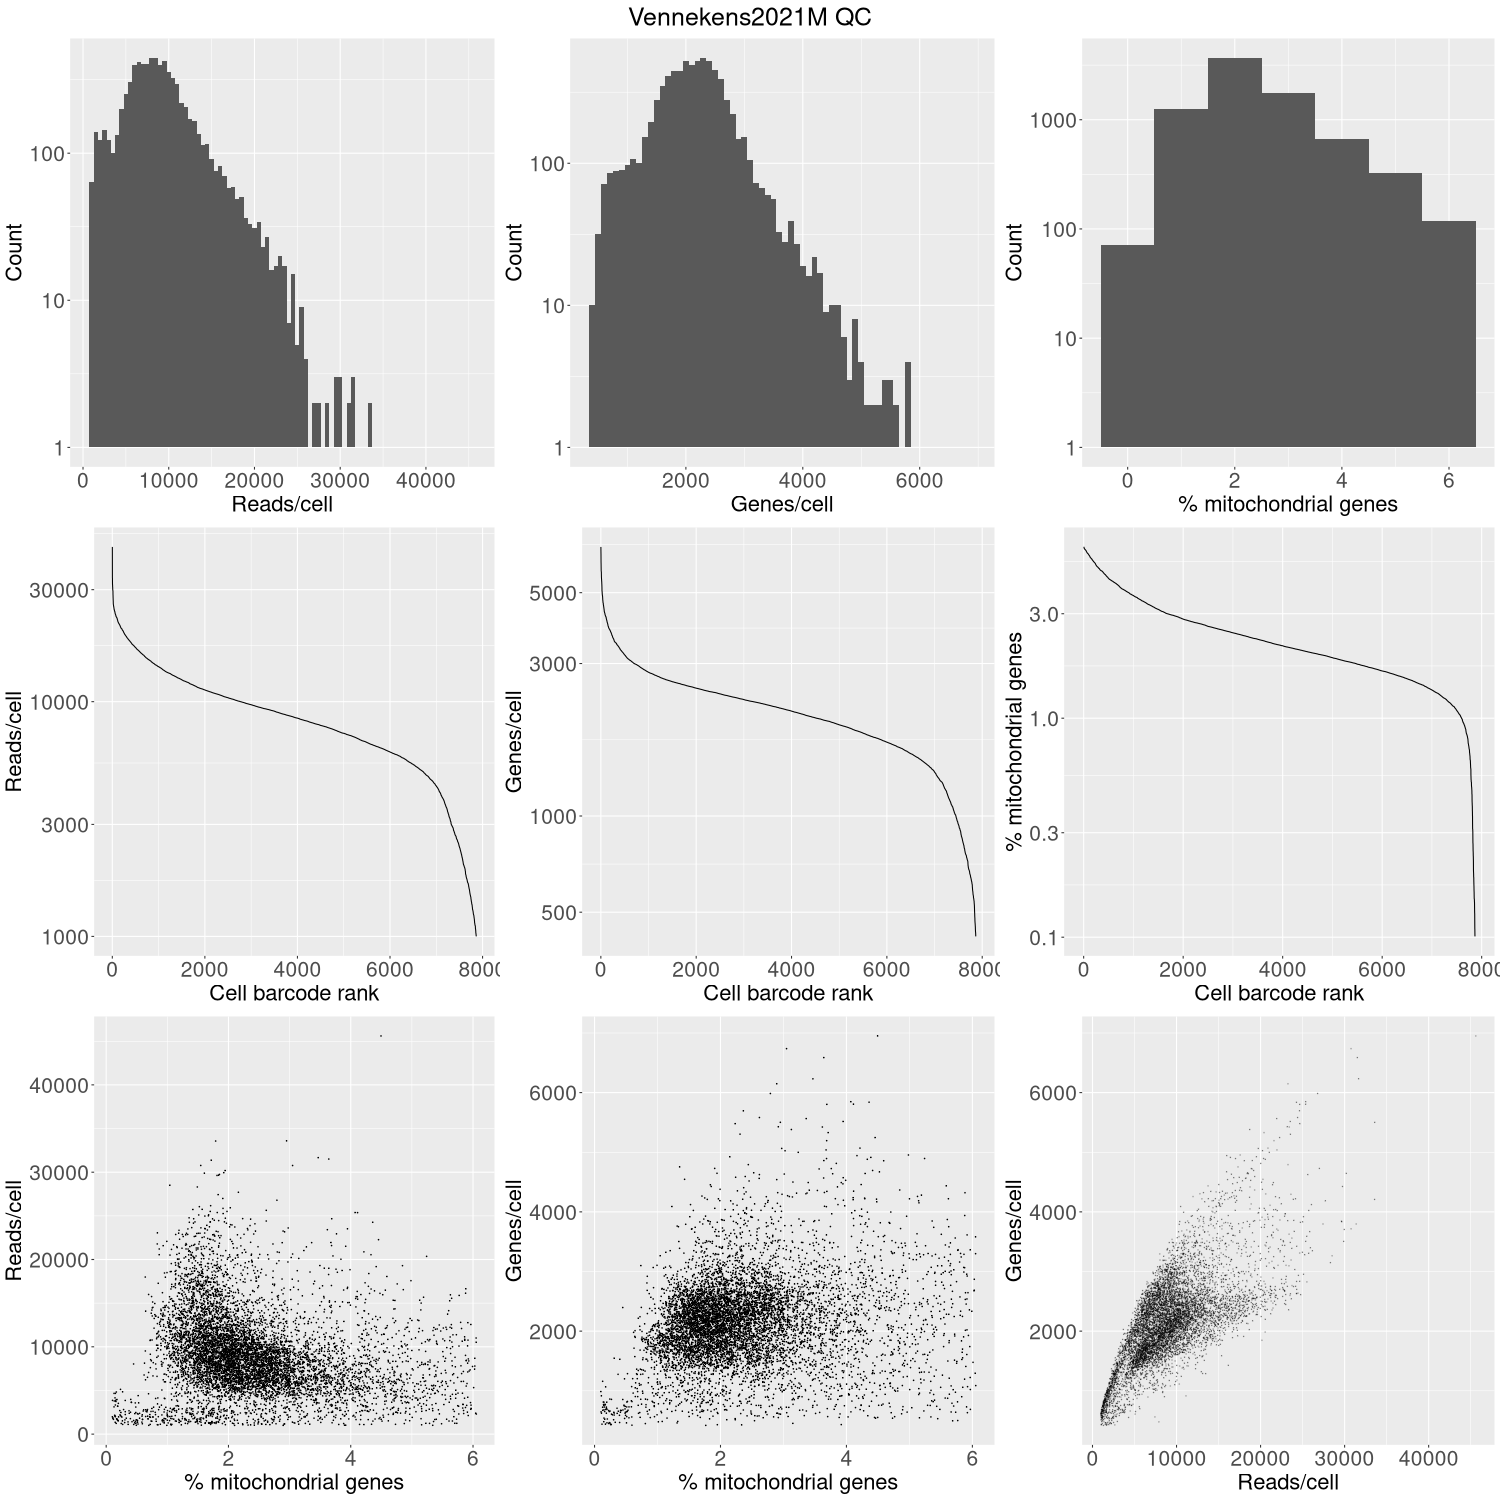 Vennekens2021M QC
100
10
1
Count
0 10000 20000 30000 40000
Reads/cell
100
10
1
Count
2000 4000 6000
Genes/cell
1000
100
10
1
Count
0 2 4 6
% mitochondrial genes
30000
10000
3000
1000
Reads/cell
0 2000 4000 6000 8000
Cell barcode rank
5000
3000
1000
500
Genes/cell
0 2000 4000 6000 8000
Cell barcode rank
3.0
1.0
0.3
0.1
% mitochondrial genes
0 2000 4000 6000 8000
Cell barcode rank
40000
30000
20000
10000
0
Reads/cell
0 2 4 6
% mitochondrial genes
6000
4000
2000
Genes/cell
0 2 4 6
% mitochondrial genes
6000
4000
2000
Genes/cell
0 10000 20000 30000 40000
Reads/cell